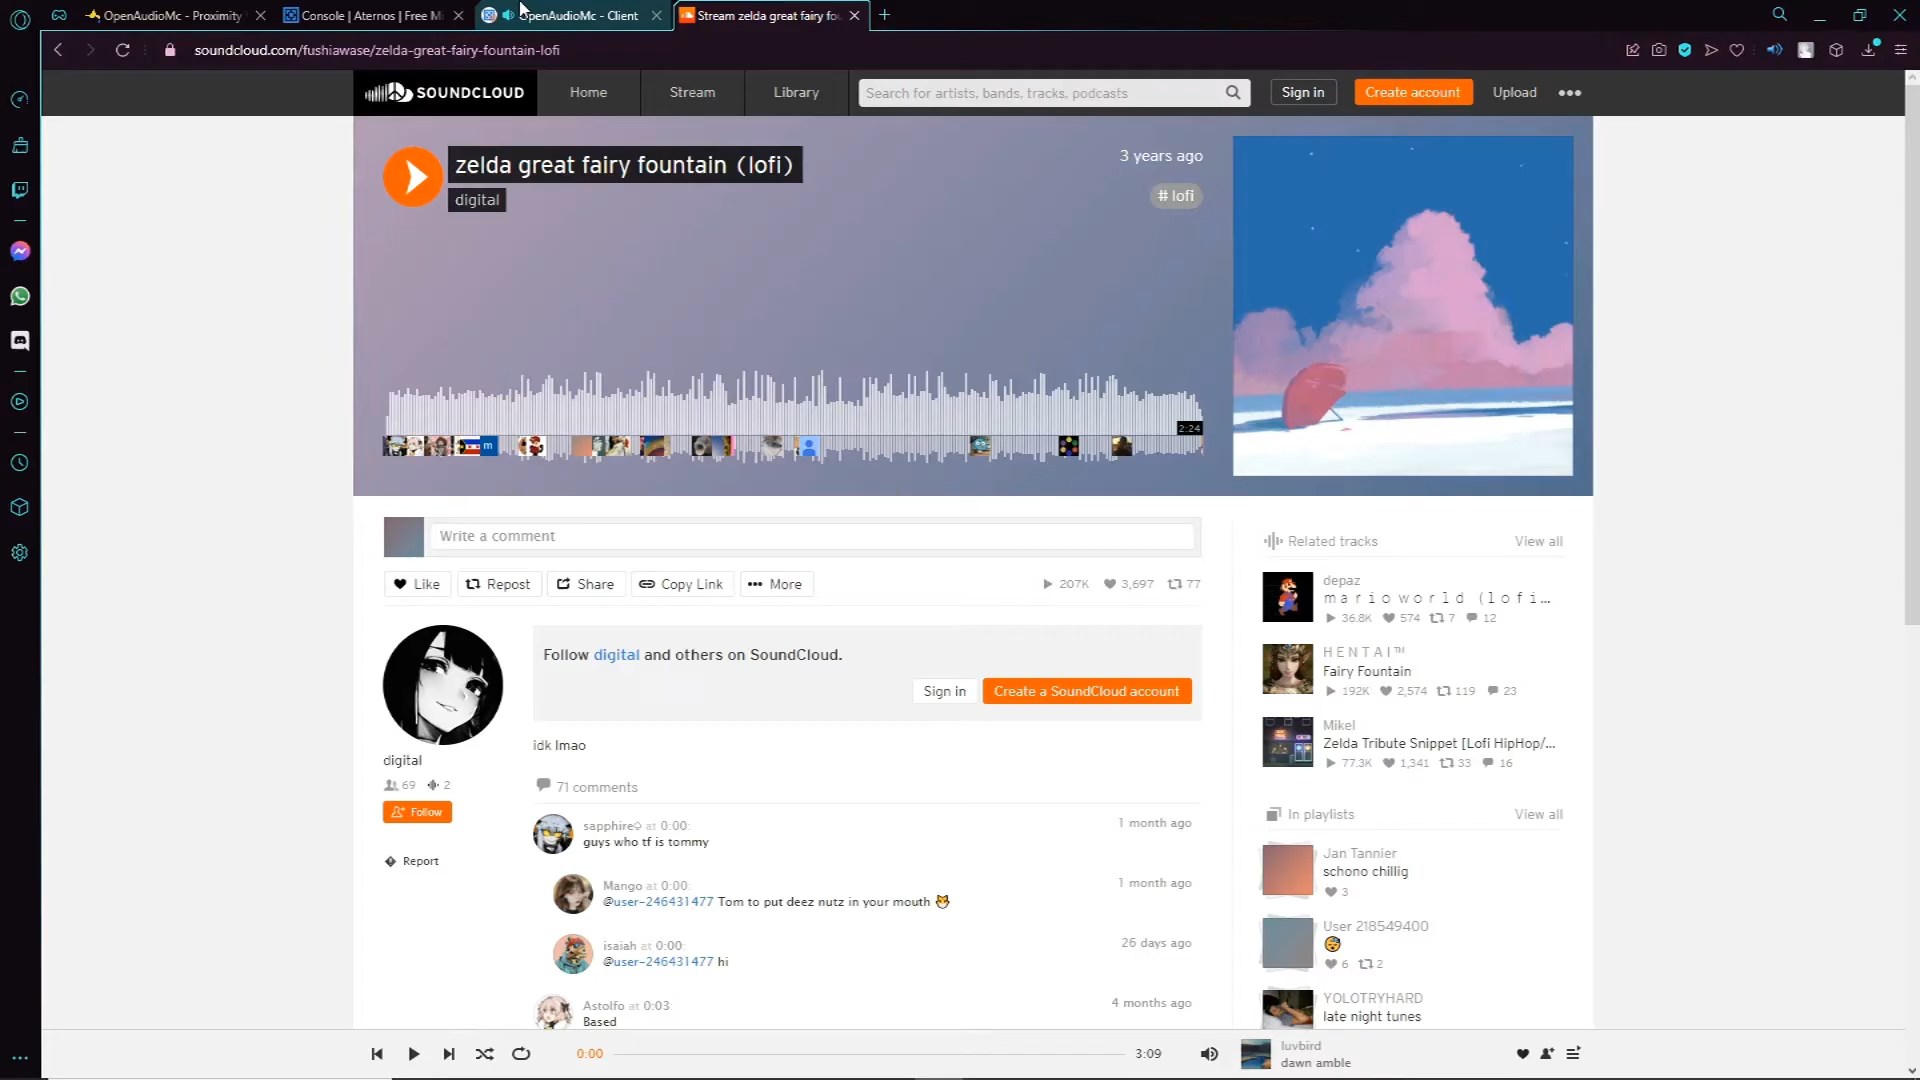 OpenAudioMc - Proximity
Console | Aternos | Free Mi
OpenAudioMc - Client
Stream zelda great fairy fou
soundcloud.com/fushiawase/zelda-great-fairy-fountain-lofi
SOUNDCLOUD
Home
Stream
Library
Search for artists, bands, tracks, podcasts
Sign in
Create account
Upload
zelda great fairy fountain (lofi)
digital
3 years ago
# lofi
m
2:24
Write a comment
Like
Repost
Share
Copy Link
More
207K
3,697
77
Follow digital and others on SoundCloud.
Sign in
Create a SoundCloud account
digital
69
2
Follow
Report
idk lmao
71 comments
sapphire at 0:00:
1 month ago
guys who tf is tommy
Mango at 0:00:
1 month ago
@user-246431477 Tom to put deez nutz in your mouth 😼
isaiah at 0:00:
26 days ago
@user-246431477 hi
Astolfo at 0:03:
4 months ago
Based
Related tracks
View all
depaz
m a r i o w o r l d ( l o f i ...
36.8K 574 7 12
H E N T A I™
Fairy Fountain
192K 2,574 119 23
Mikel
Zelda Tribute Snippet [Lofi HipHop/...
77.3K 1,341 33 16
In playlists
View all
Jan Tannier
schono chillig
3
User 218549400
😴
6 2
YOLOTRYHARD
late night tunes
0:00
3:09
luvbird
dawn amble